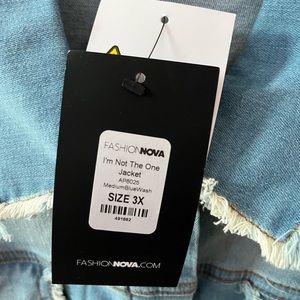 FASHIONNOVA
I'm Not The One
Jacket
AP8025
MediumBlueWash
SIZE 3X
491662
FASHIONNOVA.COM